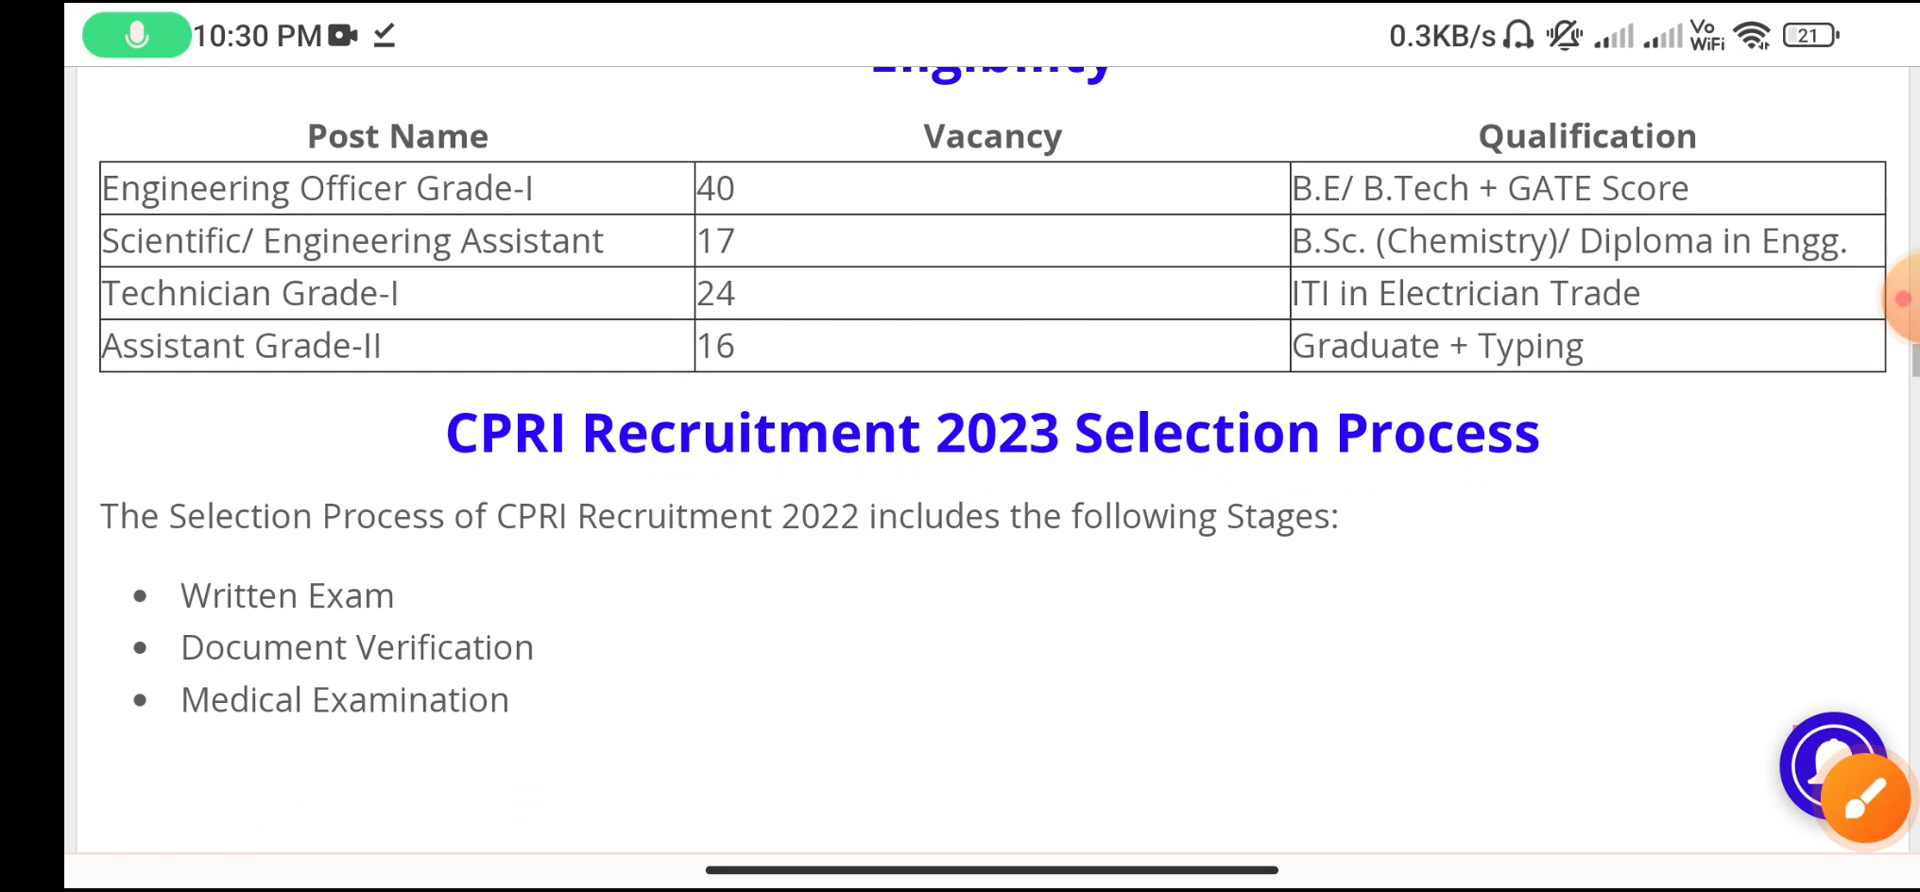 10:30 PM 0.3KB/s Vo WiFi 21
Eligibility
Post Name Vacancy Qualification
Engineering Officer Grade-I 40 B.E/ B.Tech + GATE Score
Scientific/ Engineering Assistant 17 B.Sc. (Chemistry)/ Diploma in Engg.
Technician Grade-I 24 ITI in Electrician Trade
Assistant Grade-II 16 Graduate + Typing
CPRI Recruitment 2023 Selection Process
The Selection Process of CPRI Recruitment 2022 includes the following Stages:
• Written Exam
• Document Verification
• Medical Examination